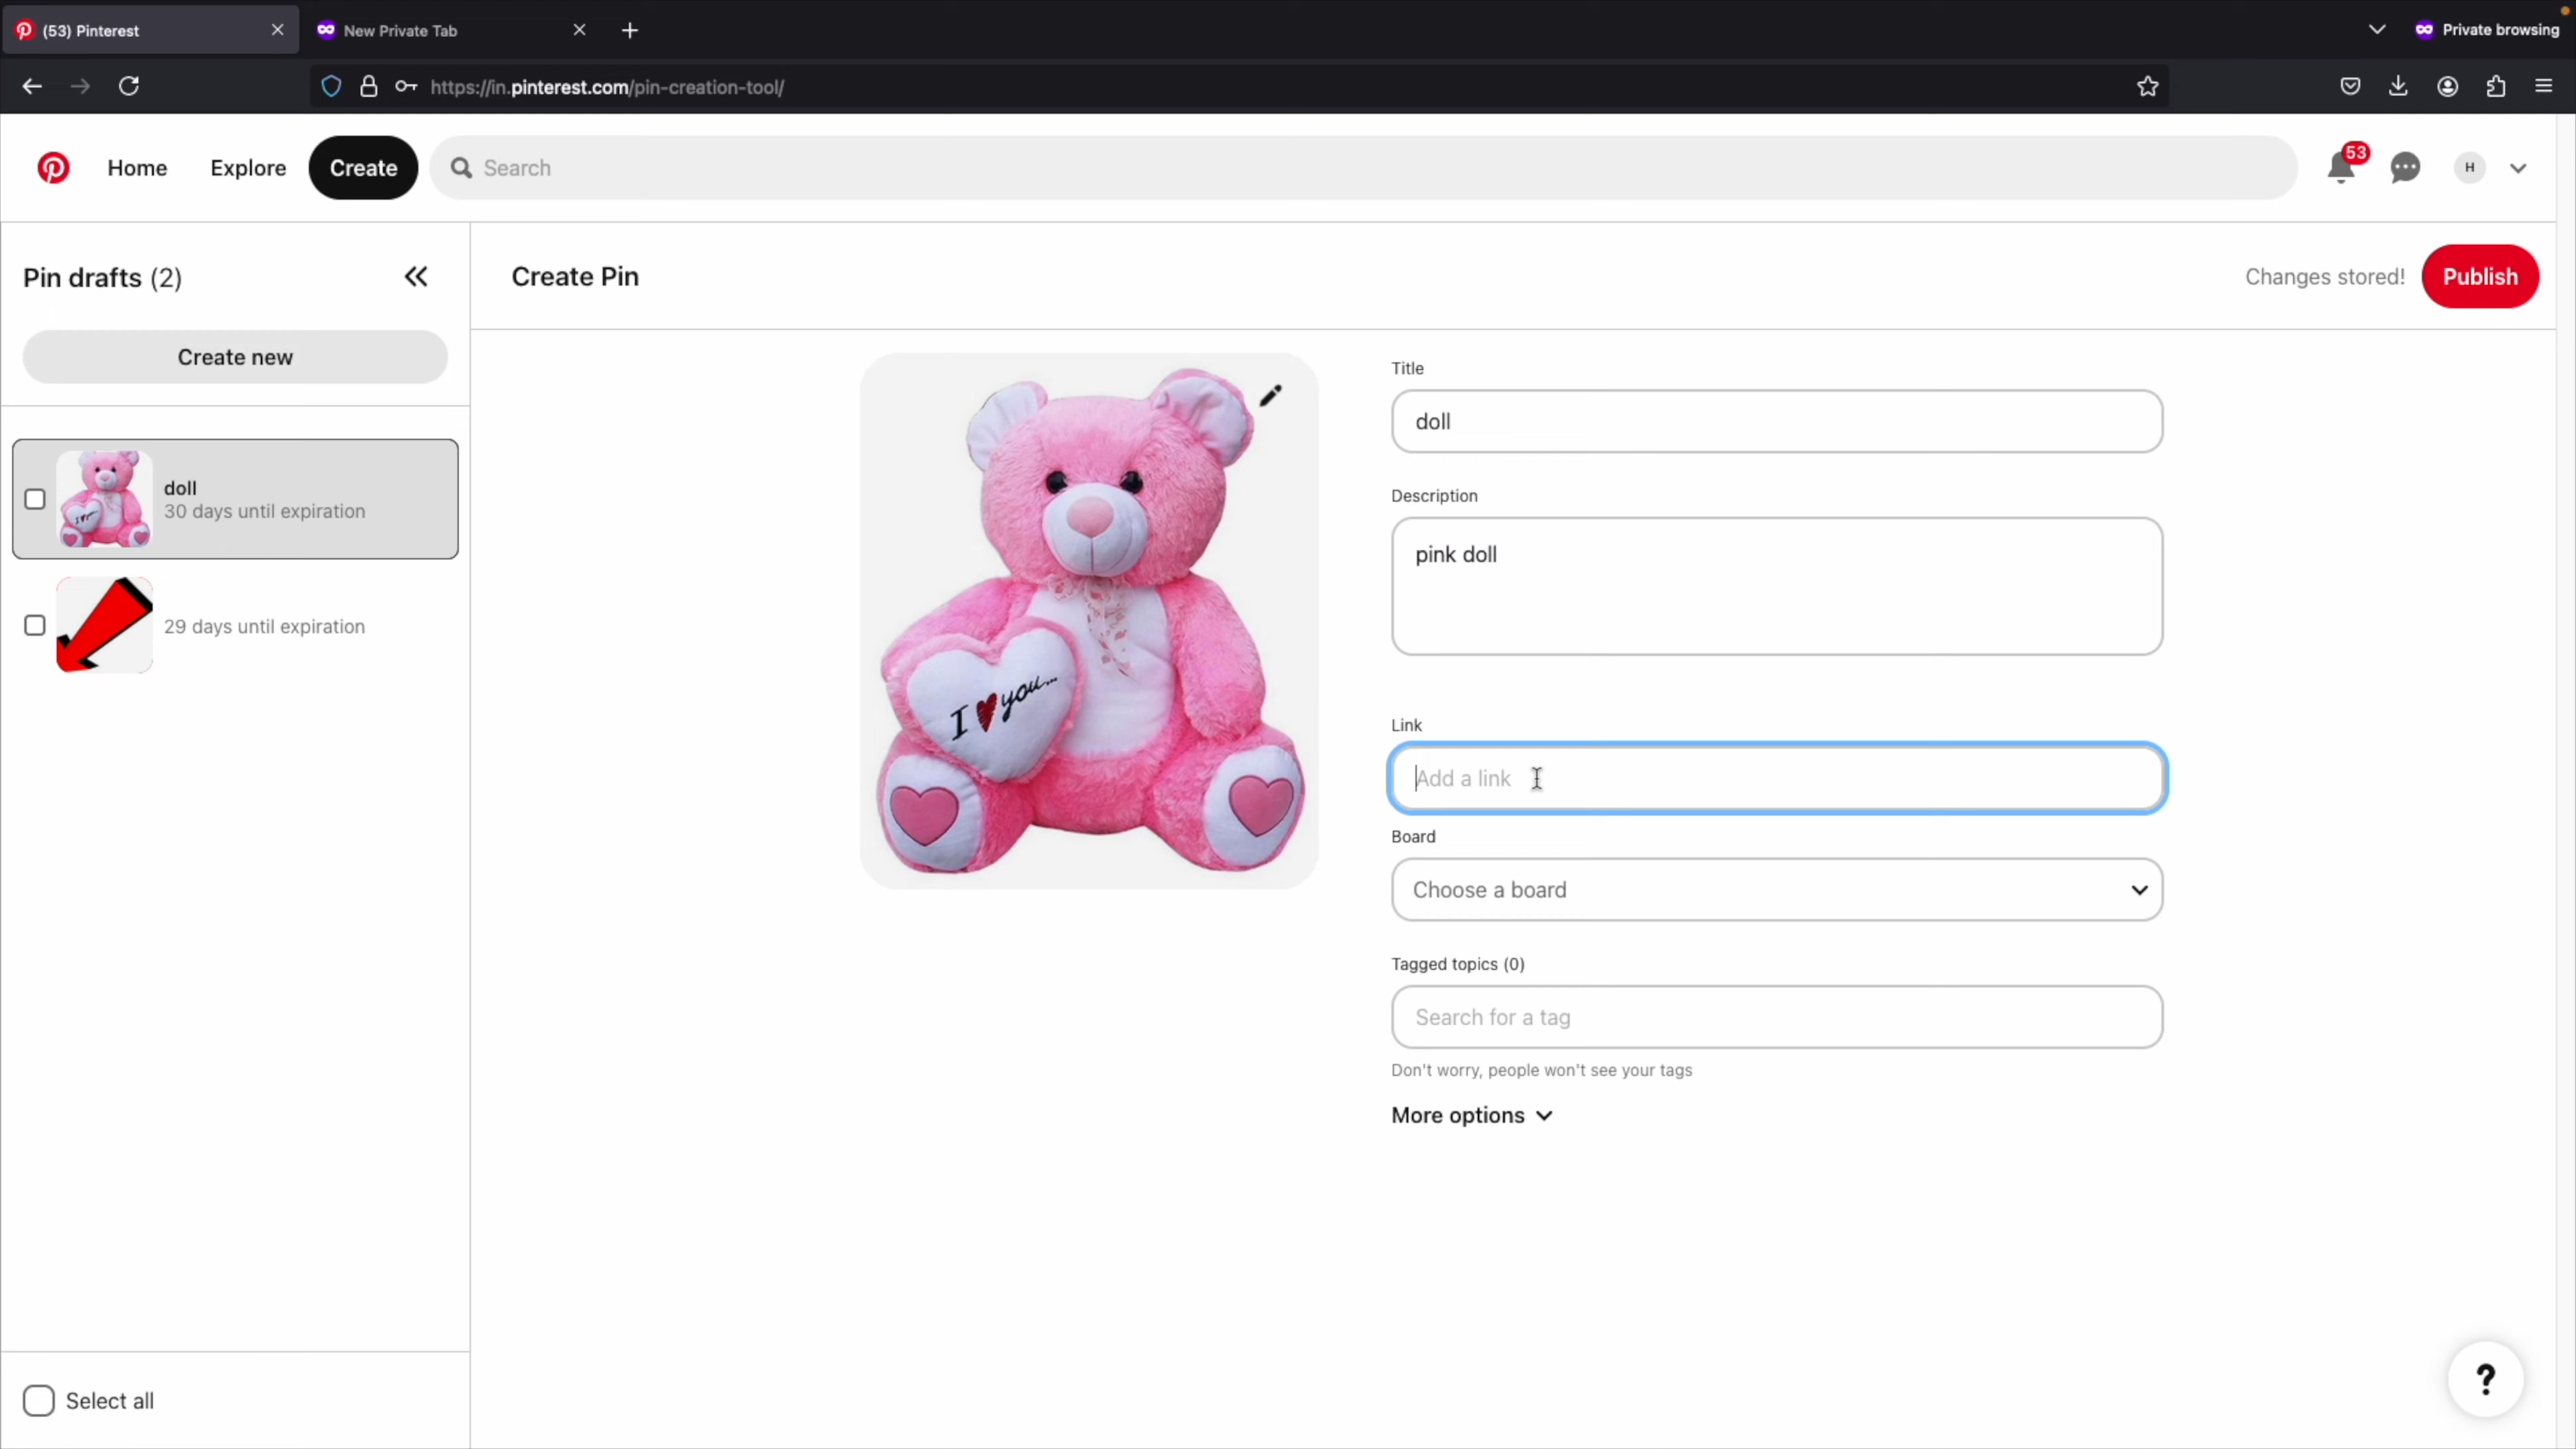 (53) Pinterest
New Private Tab
Private browsing
https://in.pinterest.com/pin-creation-tool/
Home
Explore
Create
Search
53
H
Pin drafts (2)
Create Pin
Changes stored!
Publish
Create new
doll
30 days until expiration
29 days until expiration
I you...
Title
doll
Description
pink doll
Link
Add a link
Board
Choose a board
Tagged topics (0)
Search for a tag
Don't worry, people won't see your tags
More options
Select all
?